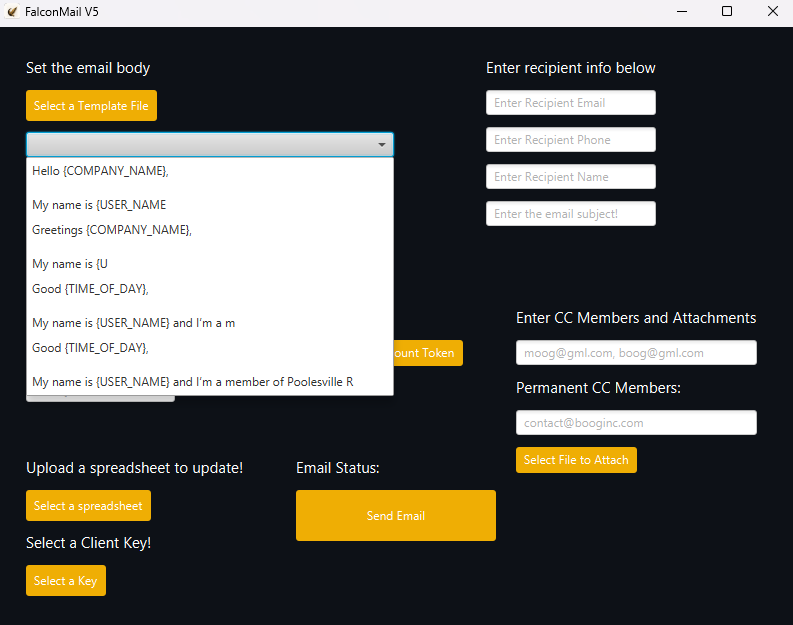 FalconMail V5
Set the email body
Select a Template File
Hello {COMPANY_NAME},
My name is {USER_NAME
Greetings {COMPANY_NAME},
My name is {U
Good {TIME_OF_DAY},
My name is {USER_NAME} and I'm a m
Good {TIME_OF_DAY},
My name is {USER_NAME} and I'm a member of Poolesville R
Enter recipient info below
Enter Recipient Email
Enter Recipient Phone
Enter Recipient Name
Enter the email subject!
ount Token
Enter CC Members and Attachments
moog@gml.com, boog@gml.com
Permanent CC Members:
contact@booginc.com
Select File to Attach
Upload a spreadsheet to update!
Select a spreadsheet
Select a Client Key!
Select a Key
Email Status:
Send Email